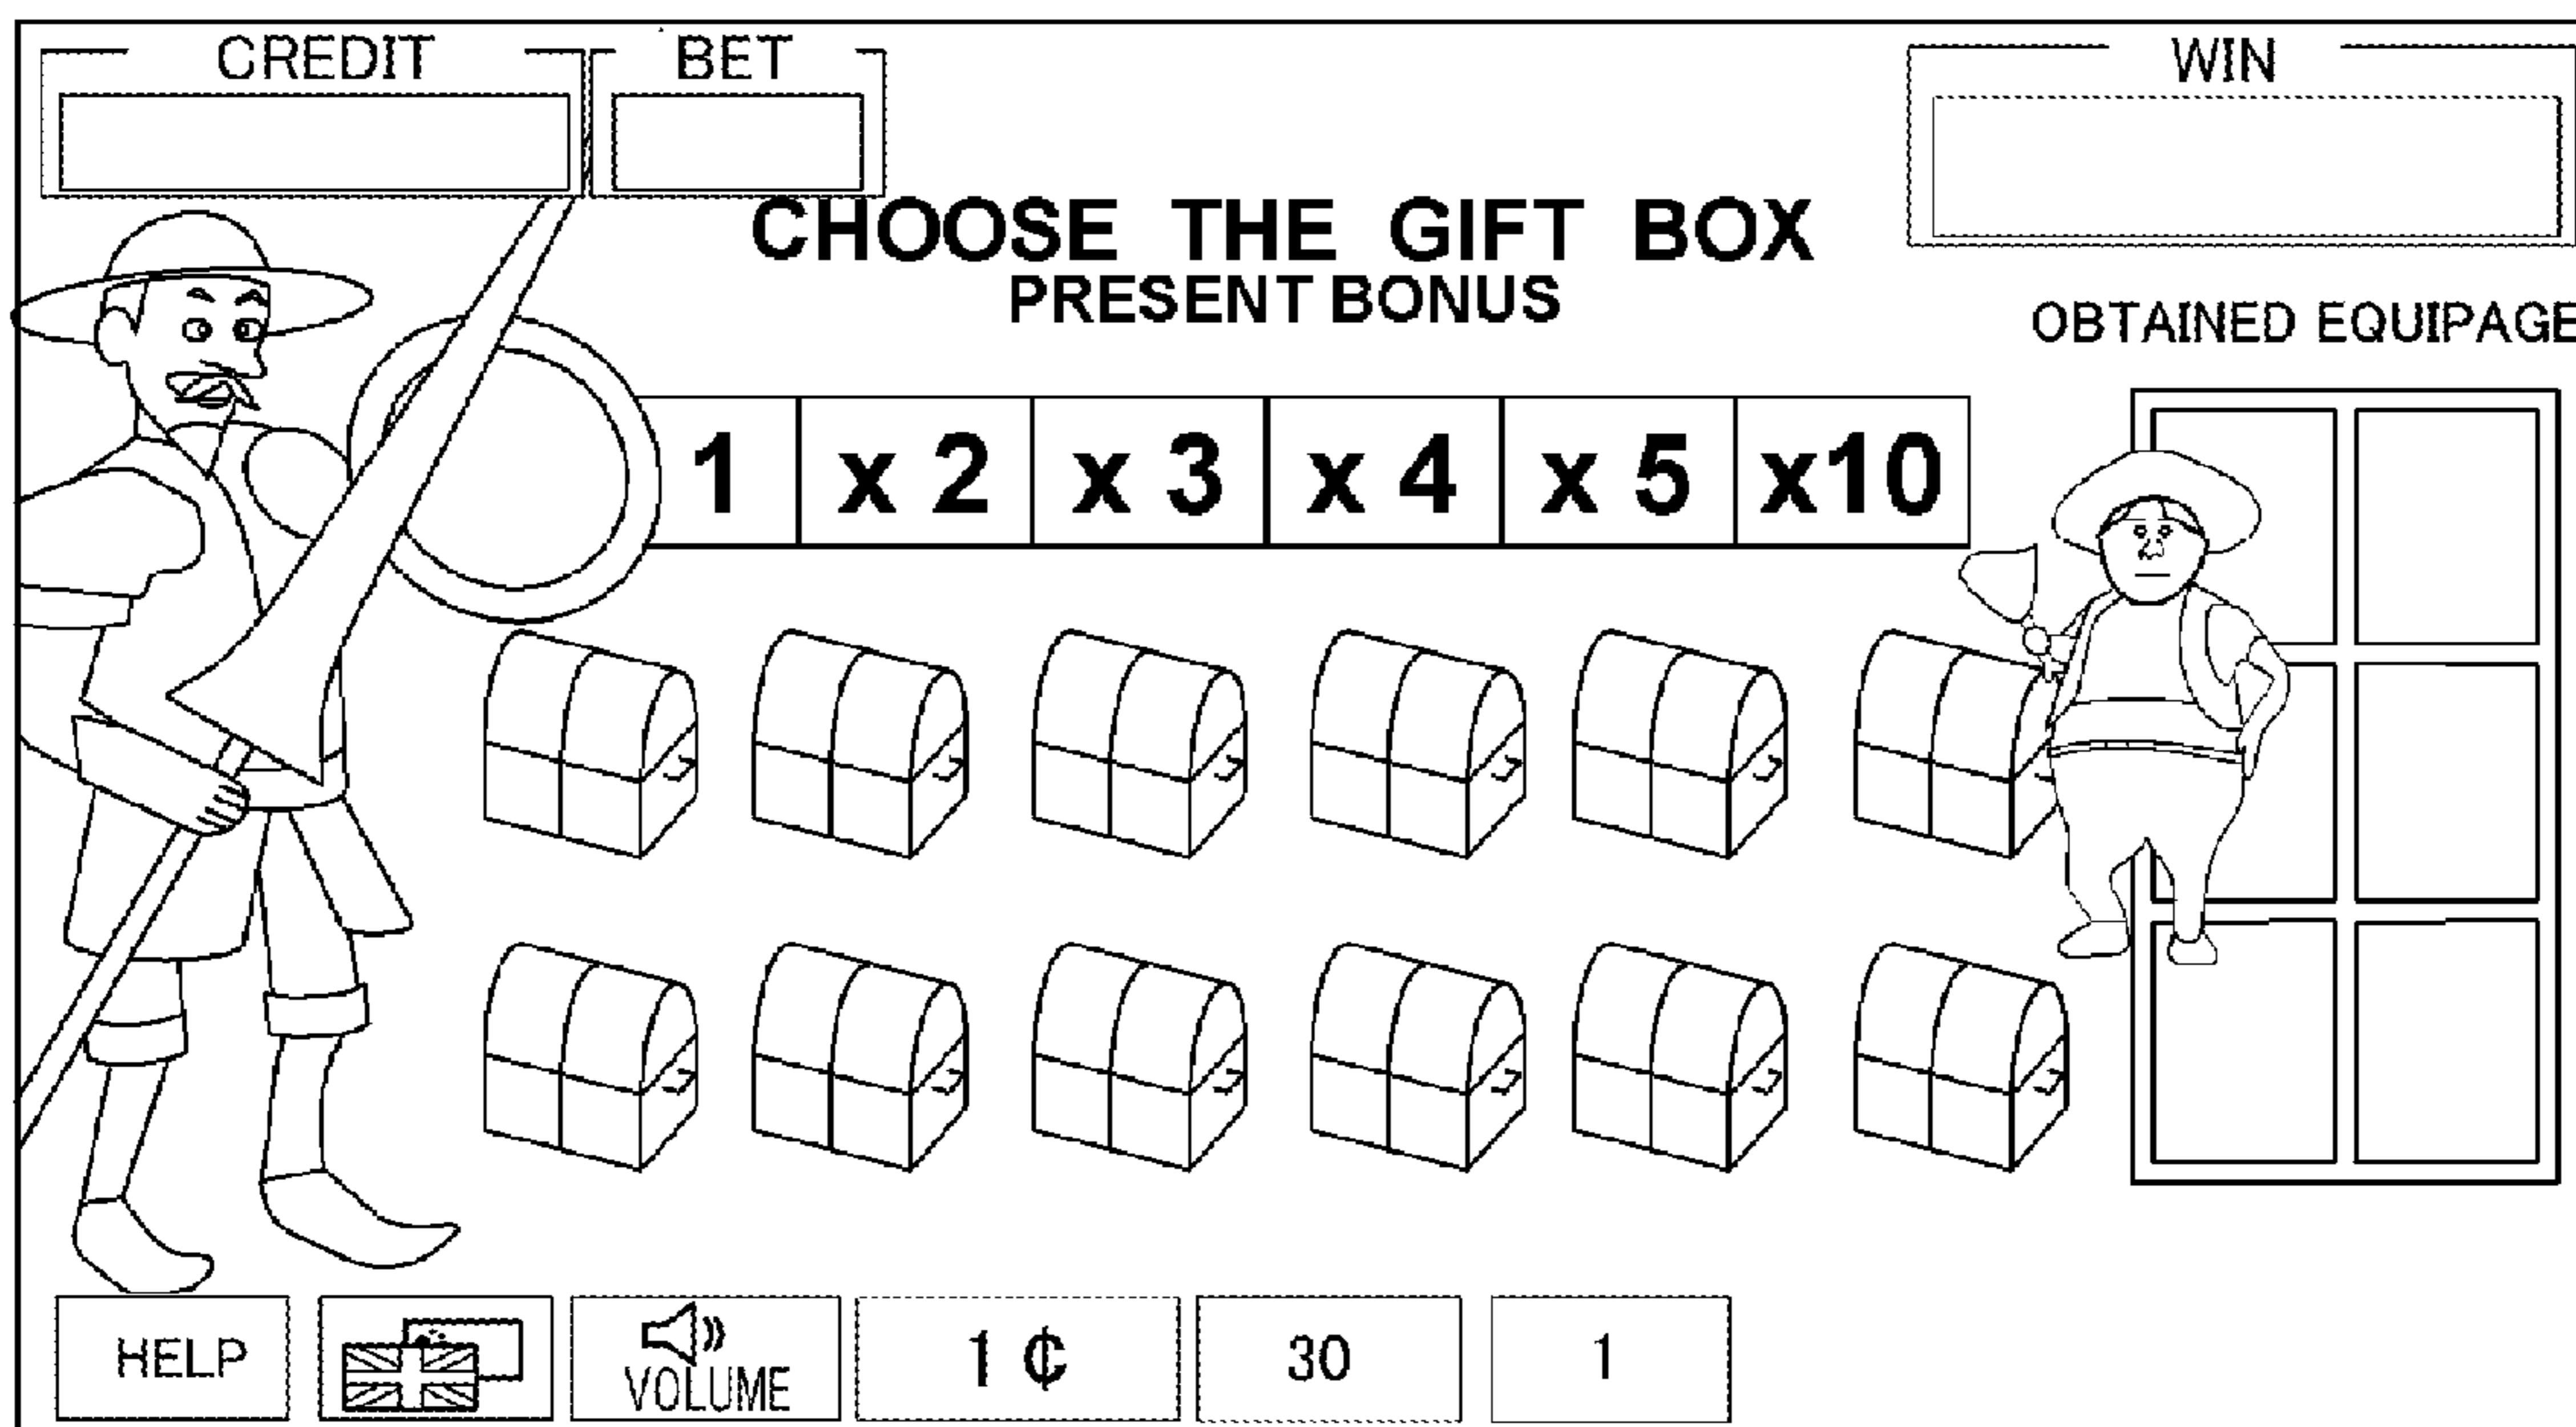 CREDIT BET WIN
CHOOSE THE GIFT BOX
PRESENT BONUS
OBTAINED EQUIPAGE
1 x 2 x 3 x 4 x 5 x10
HELP VOLUME 1 ¢ 30 1